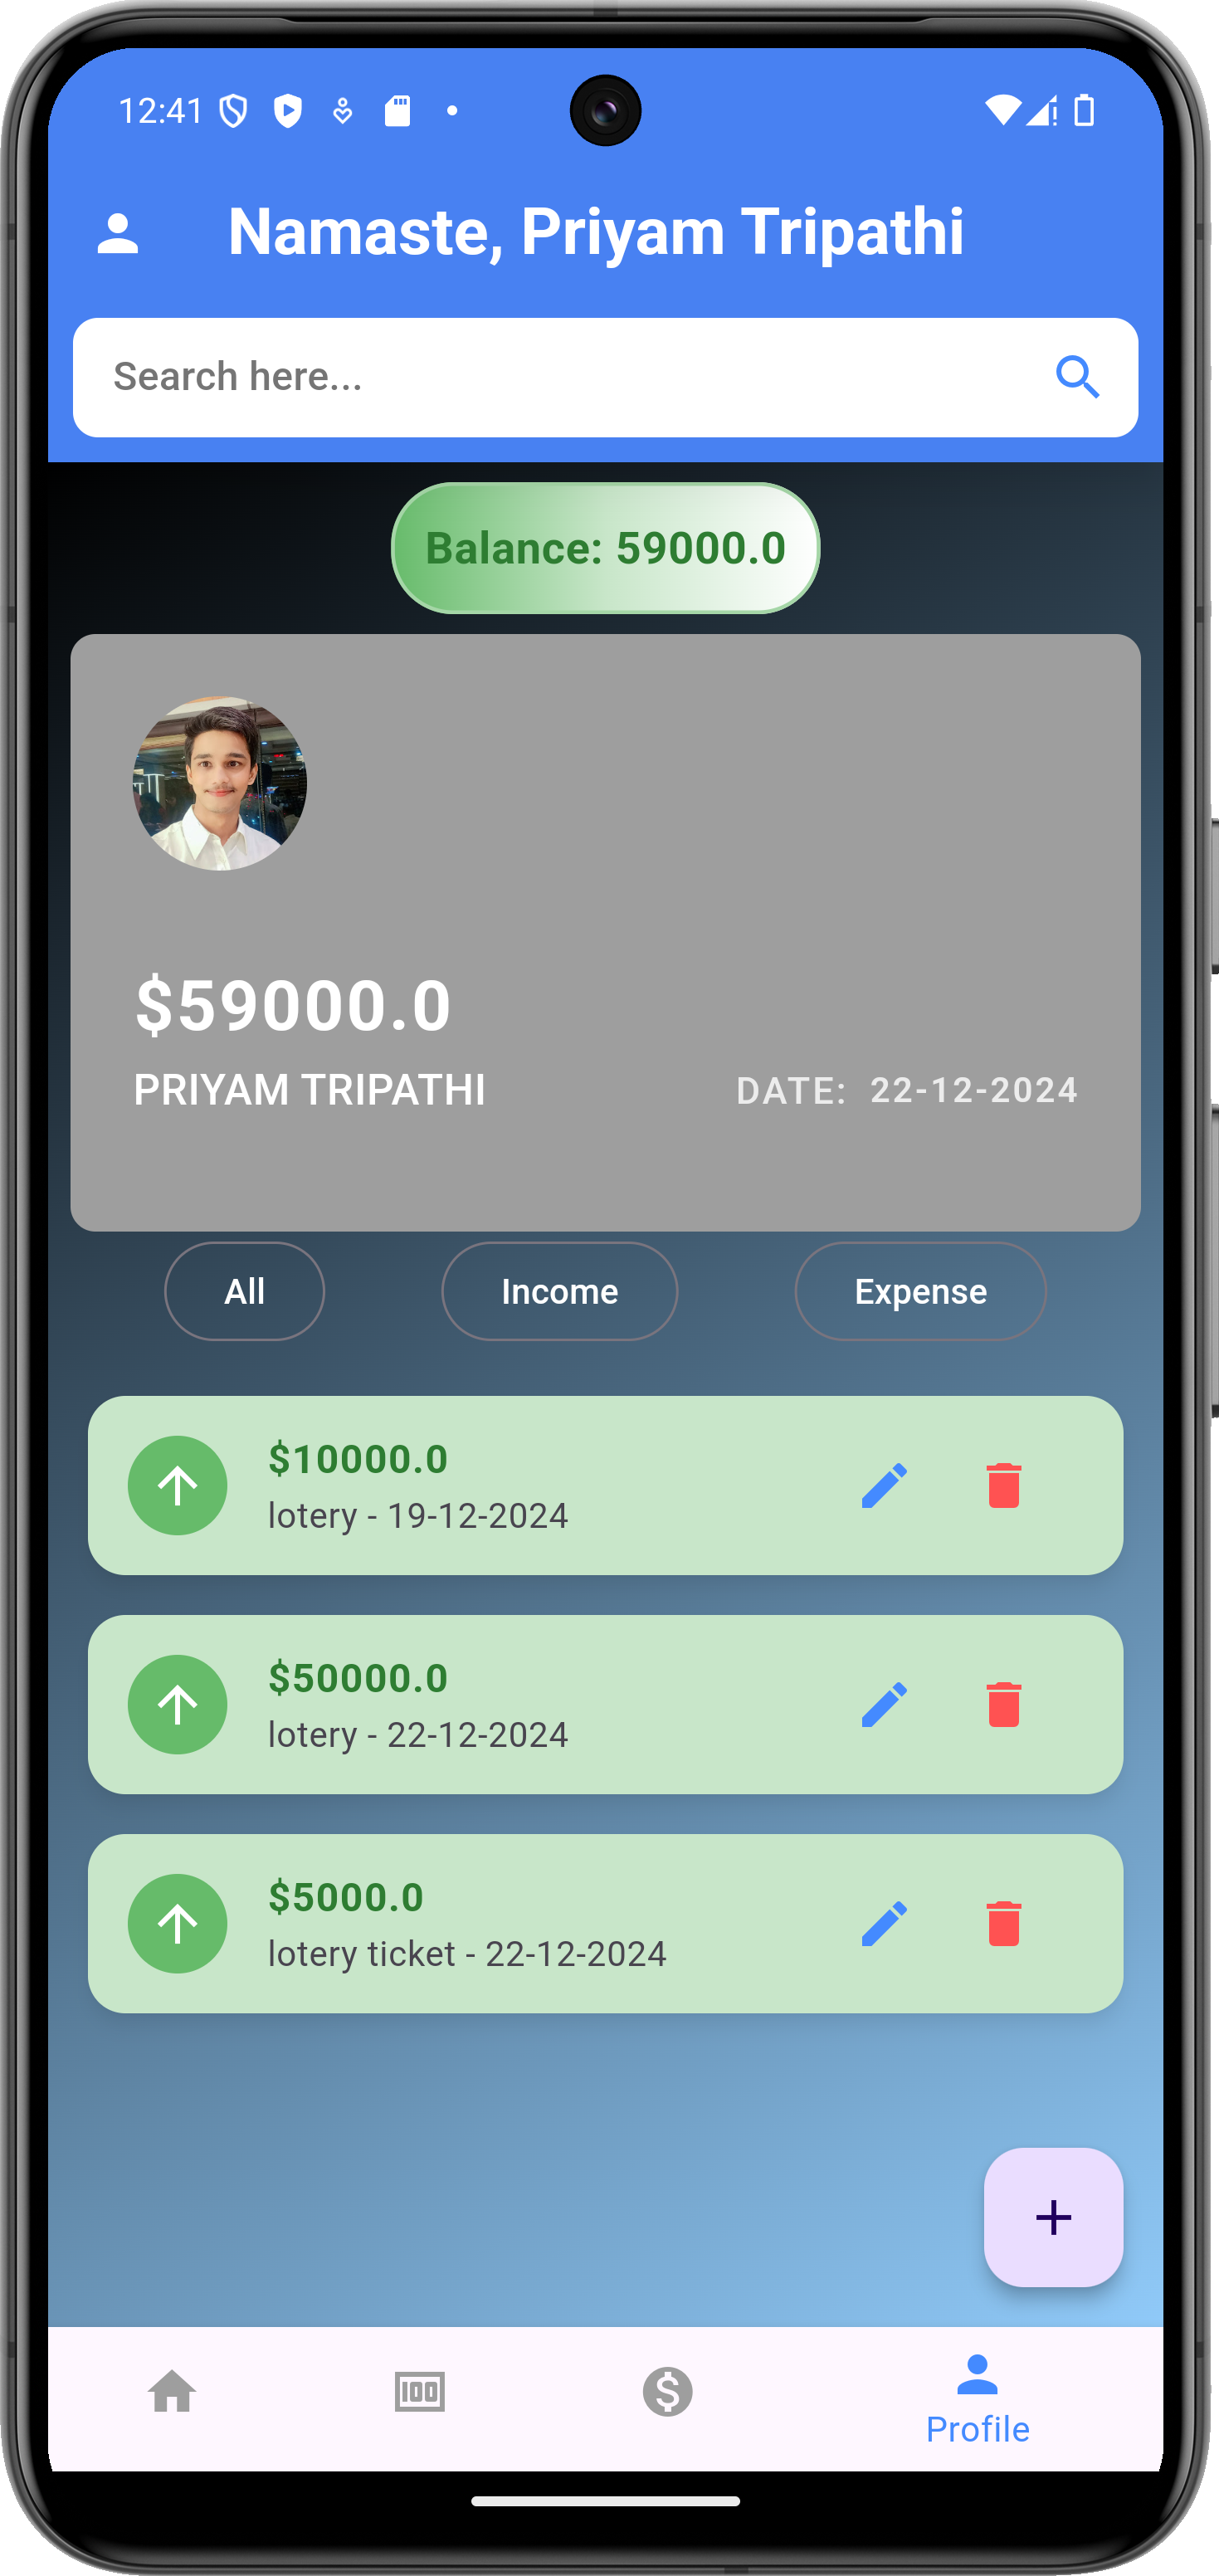 12:41
Namaste, Priyam Tripathi
Search here...
Balance: 59000.0
$59000.0
PRIYAM TRIPATHI
DATE: 22-12-2024
All
Income
Expense
$10000.0
lotery - 19-12-2024
$50000.0
lotery - 22-12-2024
$5000.0
lotery ticket - 22-12-2024
100
$
Profile